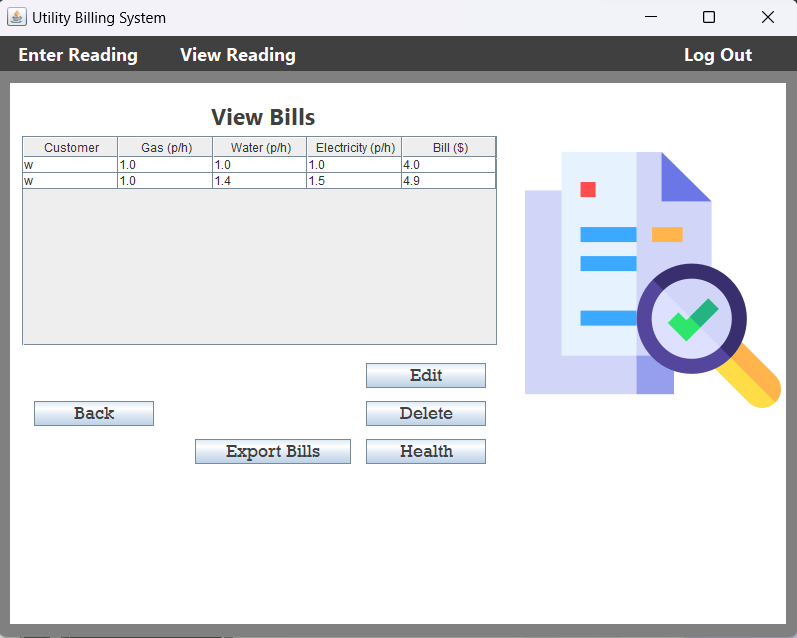 Utility Billing System
Enter Reading View Reading Log Out
View Bills
Customer Gas (p/h) Water (p/h) Electricity (p/h) Bill ($)
w 1.0 1.0 1.0 4.0
w 1.0 1.4 1.5 4.9
Edit
Back Delete
Export Bills Health